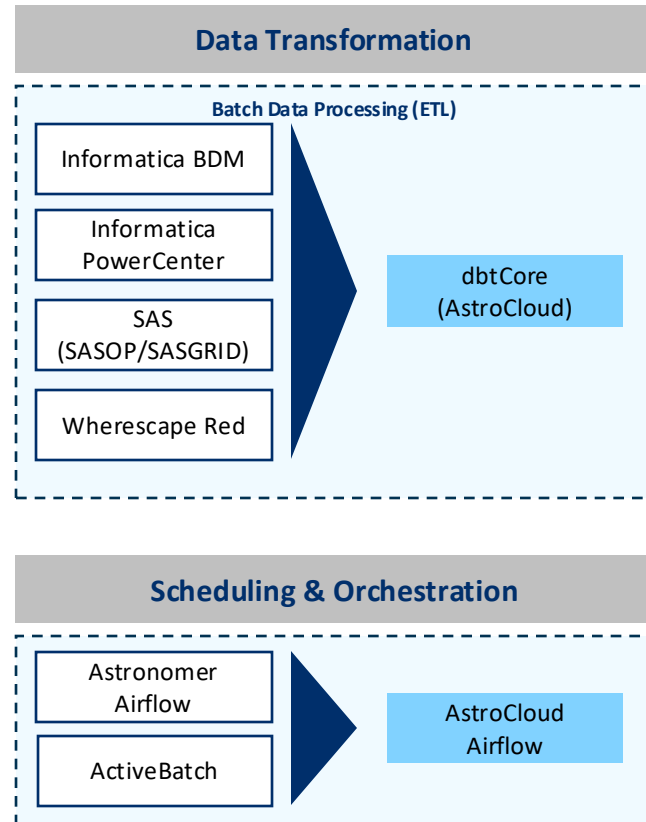 Data Transformation
Batch Data Processing (ETL)
Informatica BDM
Informatica
PowerCenter
SAS
(SASOP/SASGRID)
Wherescape Red
dbtCore
(AstroCloud)
Scheduling & Orchestration
Astronomer
Airflow
ActiveBatch
AstroCloud
Airflow